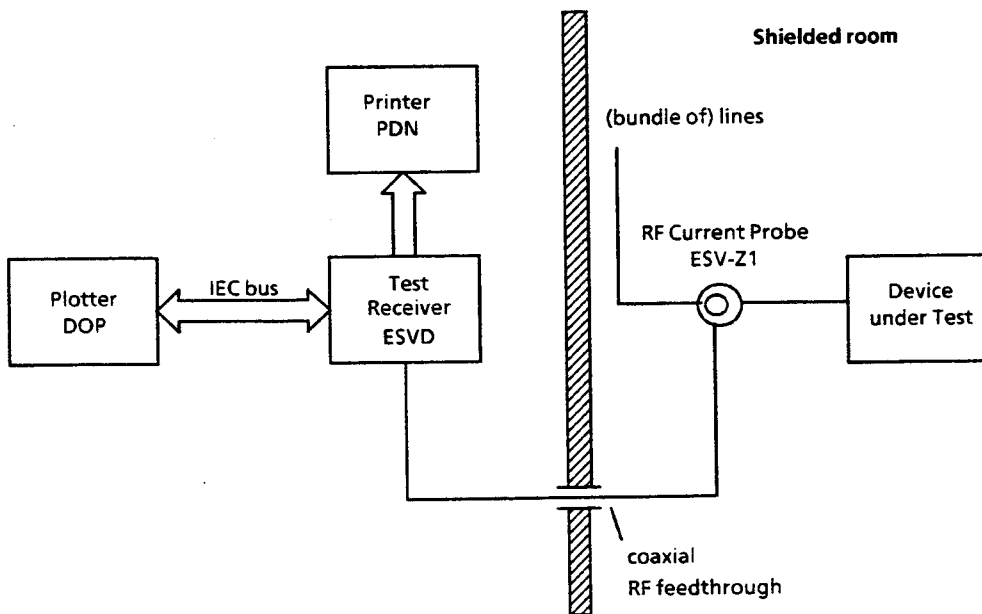 Shielded room
Printer
PDN
(bundle of) lines
RF Current Probe
ESV-Z1
Plotter
DOP
IEC bus
Test
Receiver
ESVD
Device
under Test
coaxial
RF feedthrough